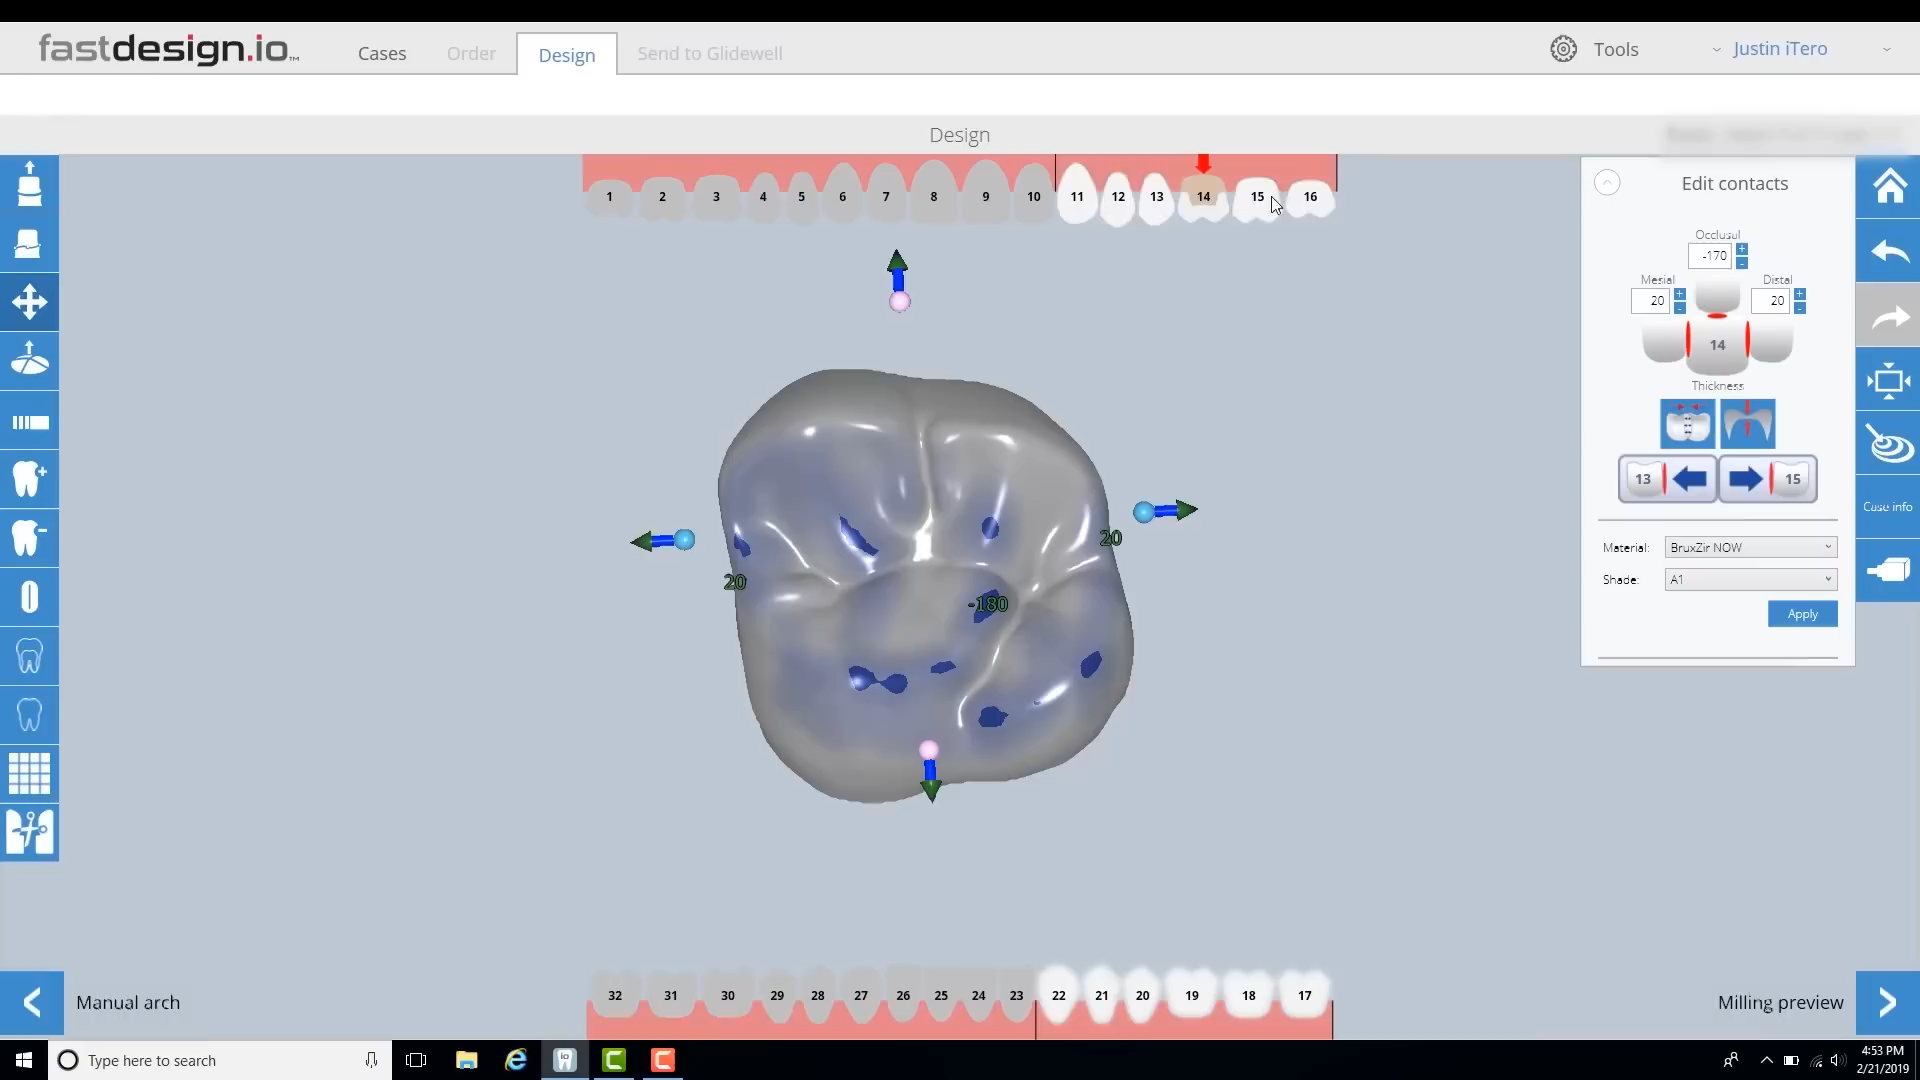 fastdesign.io™ Cases Order Design Send to Glidewell Tools Justin iTero
Design
1 2 3 4 5 6 7 8 9 10 11 12 13 14 15 16
Edit contacts
Occlusal
-170
Mesial Distal
20 20
14
Thickness
13 15
Case info
Material: BruxZir NOW
Shade: A1
Apply
20
20
-180
Manual arch
Milling preview
32 31 30 29 28 27 26 25 24 23 22 21 20 19 18 17
Type here to search
4:53 PM
2/21/2019